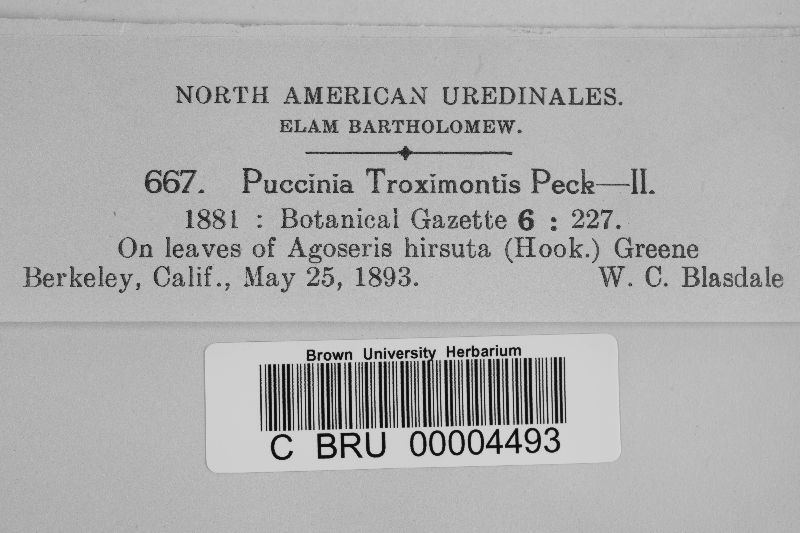 NORTH AMERICAN UREDINALES.
ELAM BARTHOLOMEW.
667. Puccinia Troximontis Peck—II.
1881 : Botanical Gazette 6 : 227.
On leaves of Agoseris hirsuta (Hook.) Greene
Berkeley, Calif., May 25, 1893. W. C. Blasdale
Brown University Herbarium
C BRU 00004493